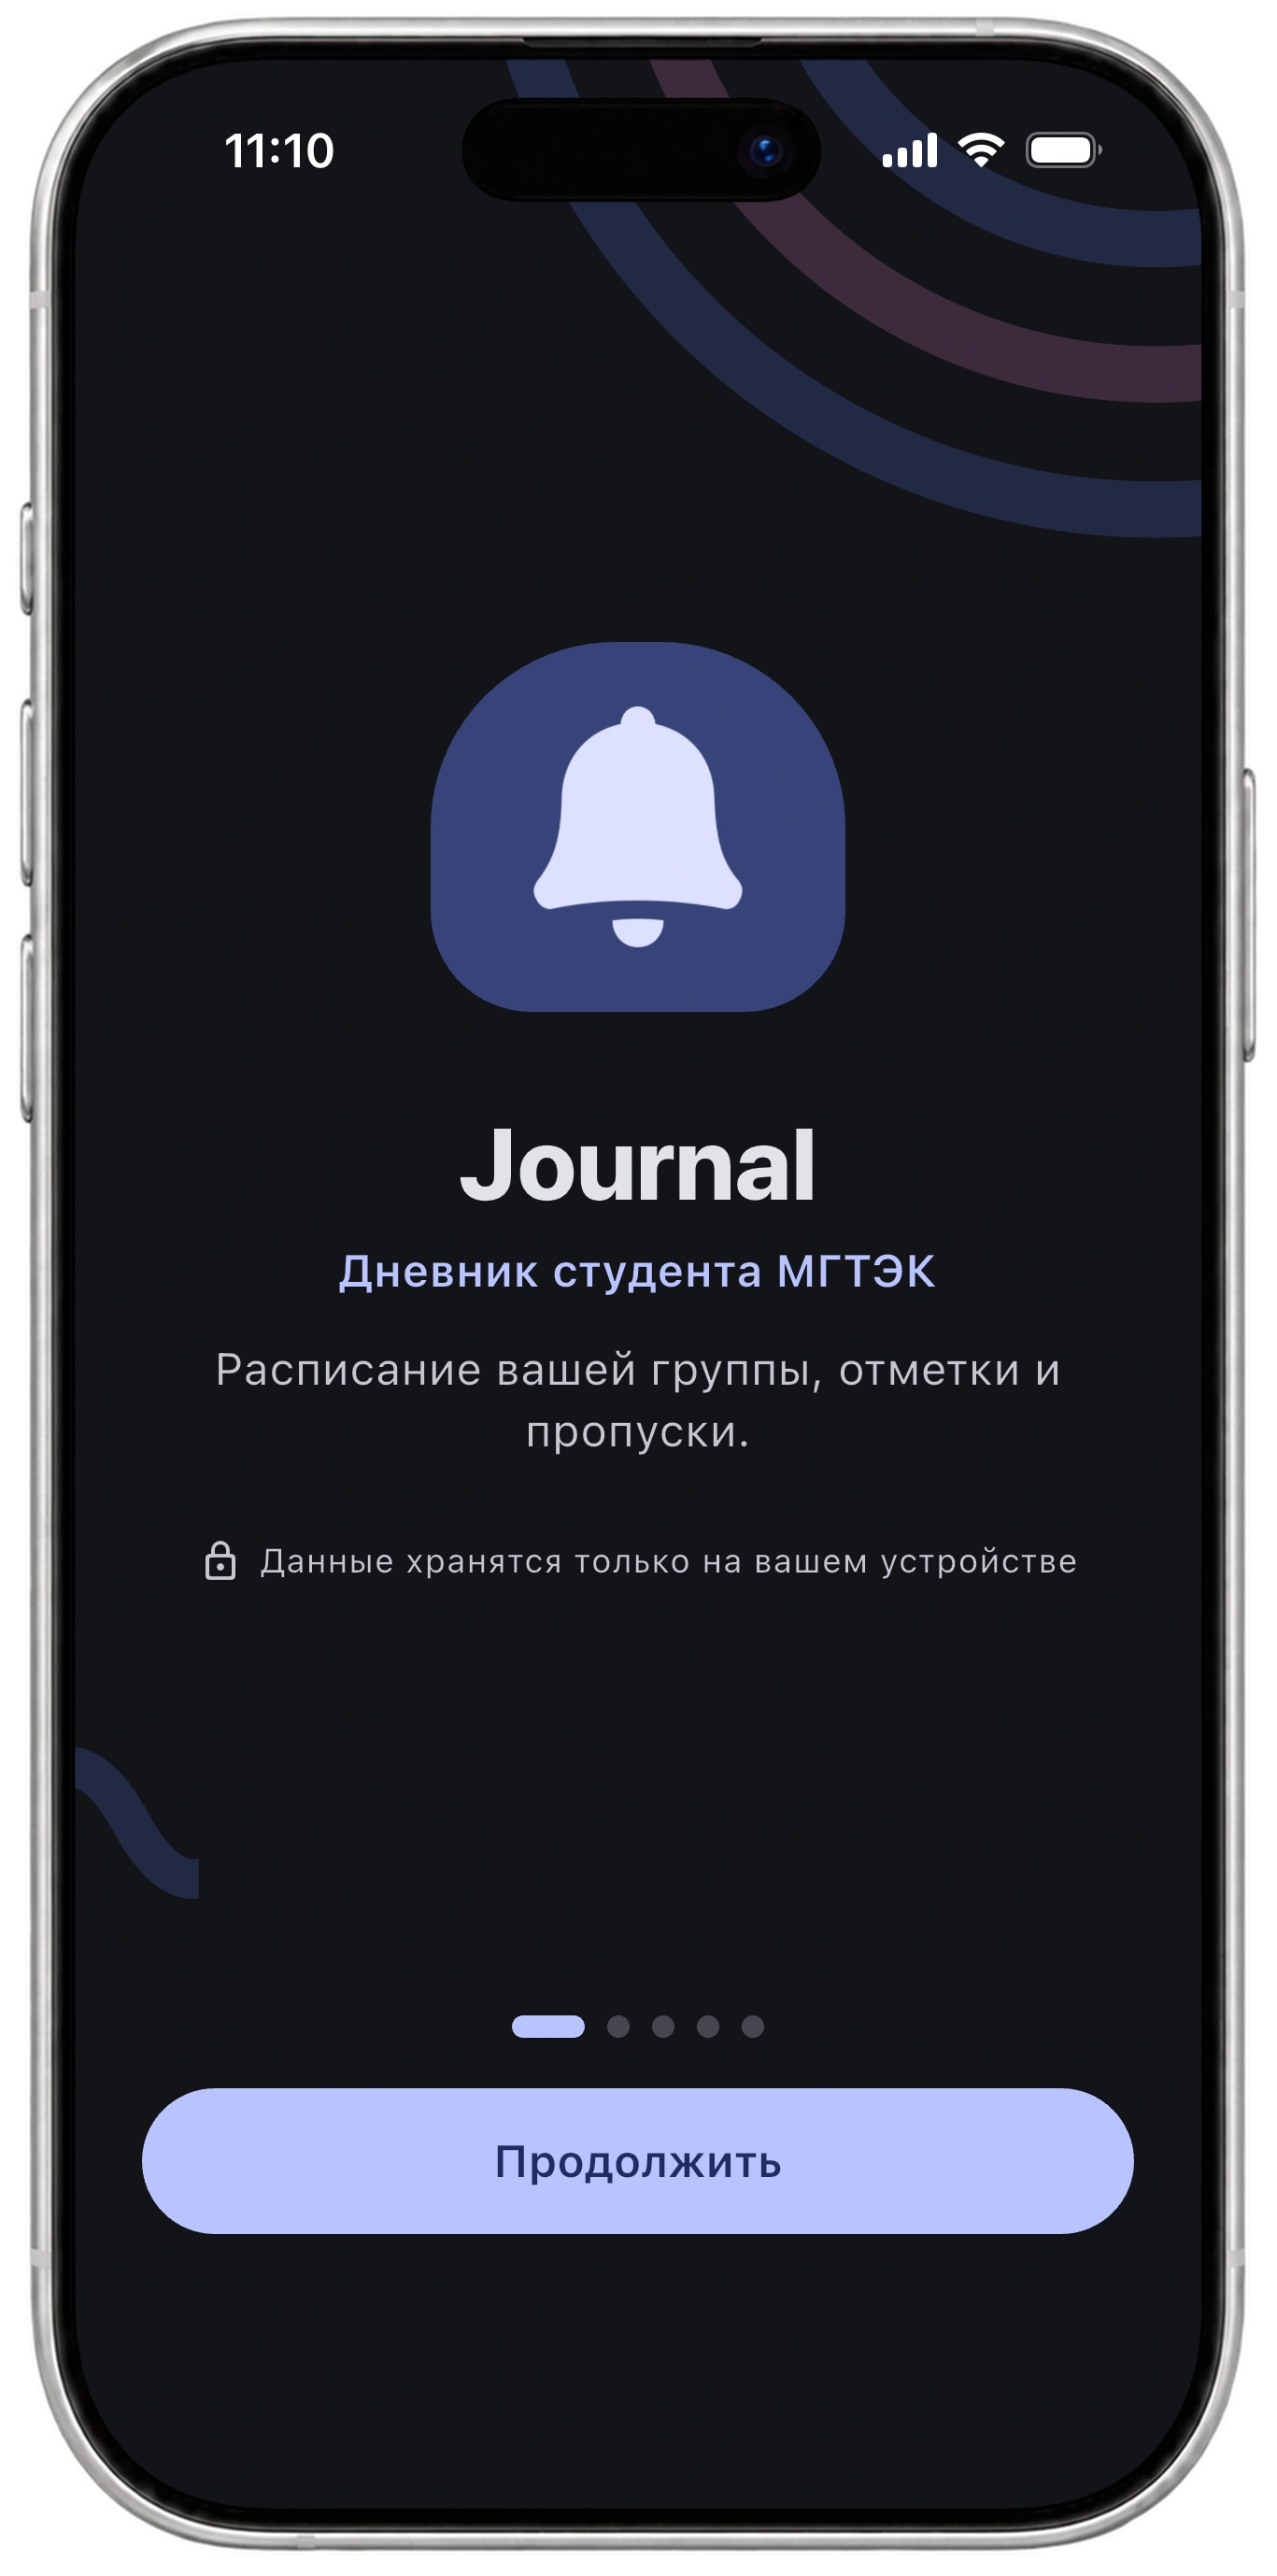 11:10
Journal
Дневник студента МГТЭК
Расписание вашей группы, отметки и
пропуски.
Данные хранятся только на вашем устройстве
Продолжить